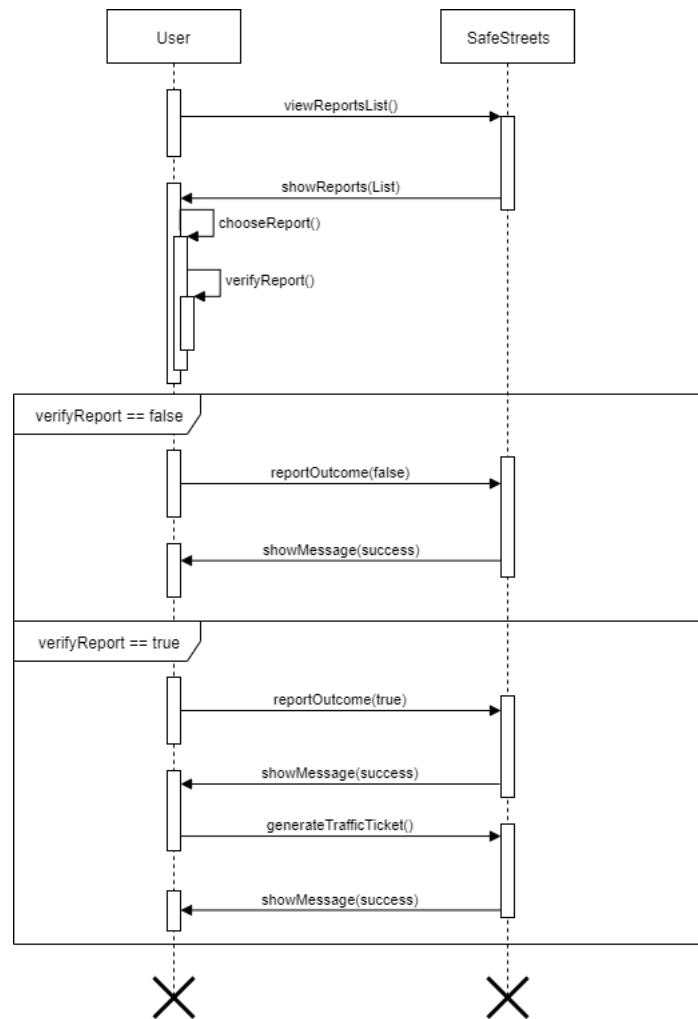 User
SafeStreets
viewReportsList()
showReports(List)
chooseReport()
verifyReport()
verifyReport == false
reportOutcome(false)
showMessage(success)
verifyReport == true
reportOutcome(true)
showMessage(success)
generateTrafficTicket()
showMessage(success)